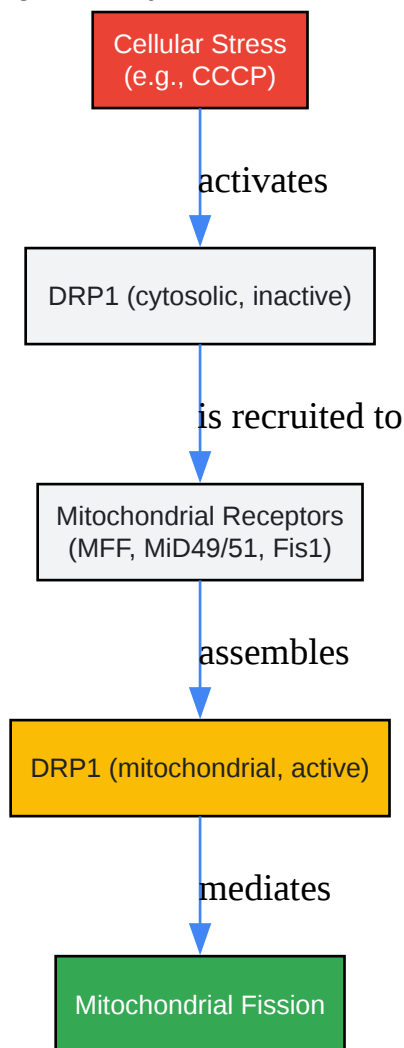 Cellular Stress
(e.g., CCCP)
activates
DRP1 (cytosolic, inactive)
is recruited to
Mitochondrial Receptors
(MFF, MiD49/51, Fis1)
assembles
DRP1 (mitochondrial, active)
mediates
Mitochondrial Fission